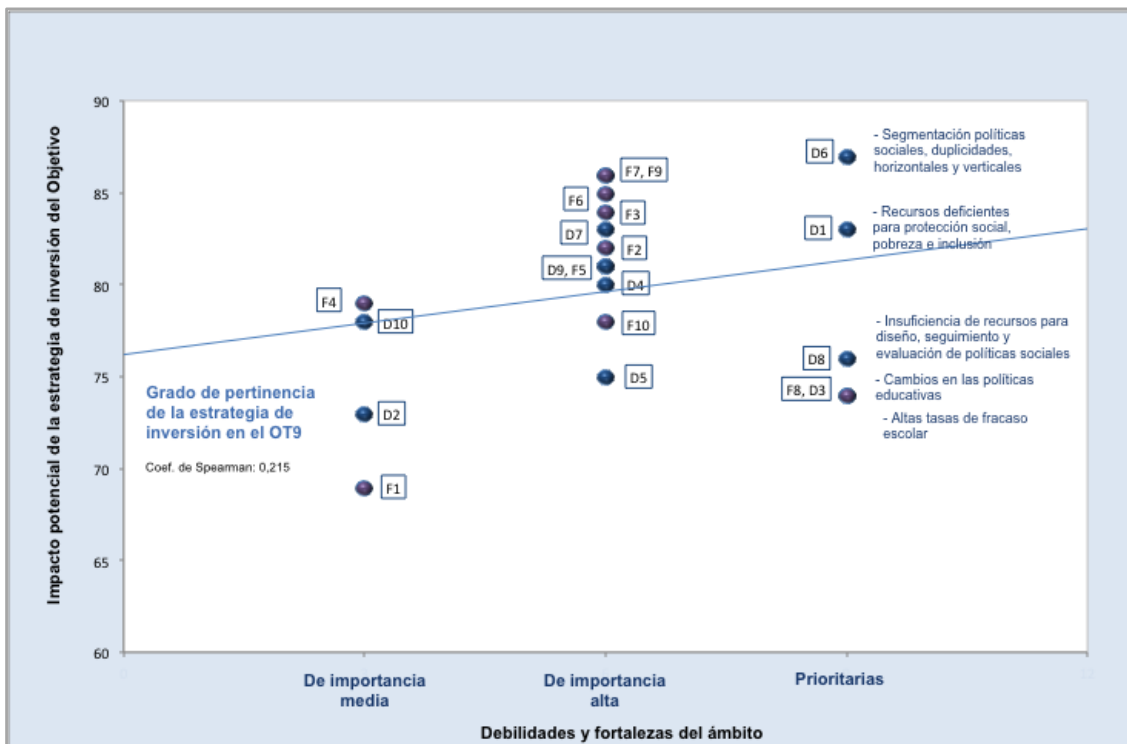 Impacto potencial de la estrategia de inversión del Objetivo
90
85
80
75
70
65
60
D6
- Segmentación políticas
sociales, duplicidades,
horizontales y verticales
F7, F9
F6
F3
D7
D1
- Recursos deficientes
para protección social,
pobreza e inclusión
F2
D9, F5
D4
F4
D10
F10
- Insuficiencia de recursos para
diseño, seguimiento y
evaluación de políticas sociales
D8
D5
F8, D3
- Cambios en las políticas
educativas
- Altas tasas de fracaso
escolar
Grado de pertinencia
de la estrategia de
inversión en el OT9
D2
Coef. de Spearman: 0,215
F1
De importancia
media
De importancia
alta
Prioritarias
Debilidades y fortalezas del ámbito